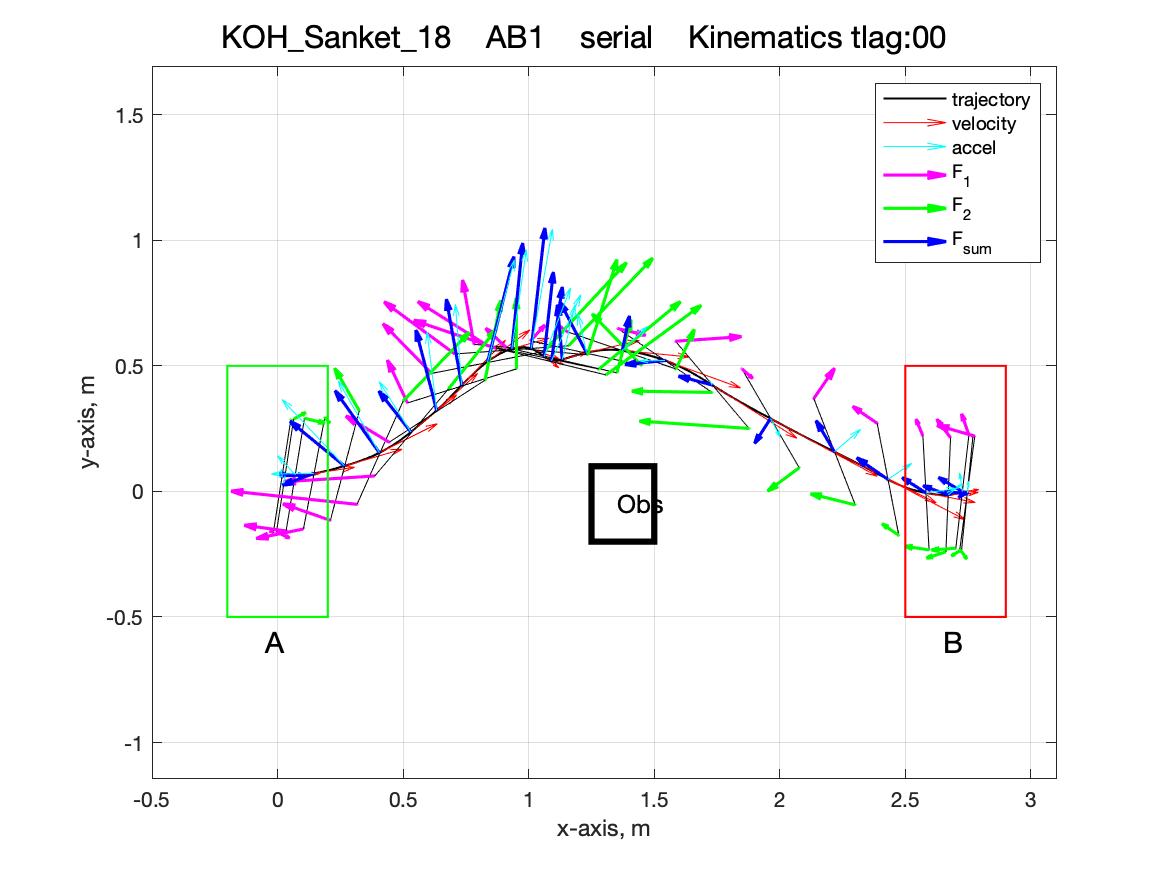 KOH_Sanket_18 AB1 serial Kinematics tlag:00
trajectory
velocity
accel
F1
F2
Fsum
1.5
1
0.5
0
-0.5
-1
y-axis, m
Obs
A
B
-0.5 0 0.5 1 1.5 2 2.5 3
x-axis, m